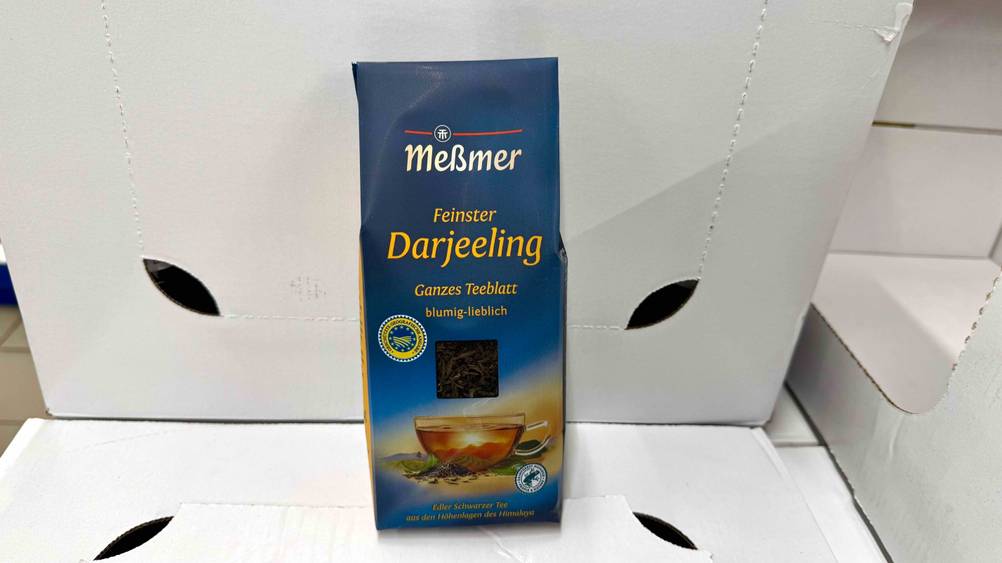 Meßmer
Feinster
Darjeeling
Ganzes Teeblatt
blumig-lieblich
Edler Schwarzer Tee
aus den Höhenlagen des Himalaya